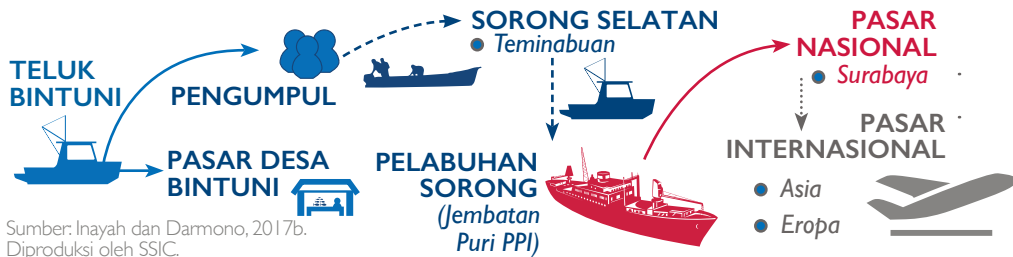 TELUK
BINTUNI
PENGUMPUL
PASAR DESA
BINTUNI
SORONG SELATAN
Teminabuan
PELABUHAN
SORONG
(Jembatan
Puri PPI)
PASAR
NASIONAL
Surabaya
PASAR
INTERNASIONAL
Asia
Eropa
Sumber: Inayah dan Darmono, 2017b.
Diproduksi oleh SSIC.